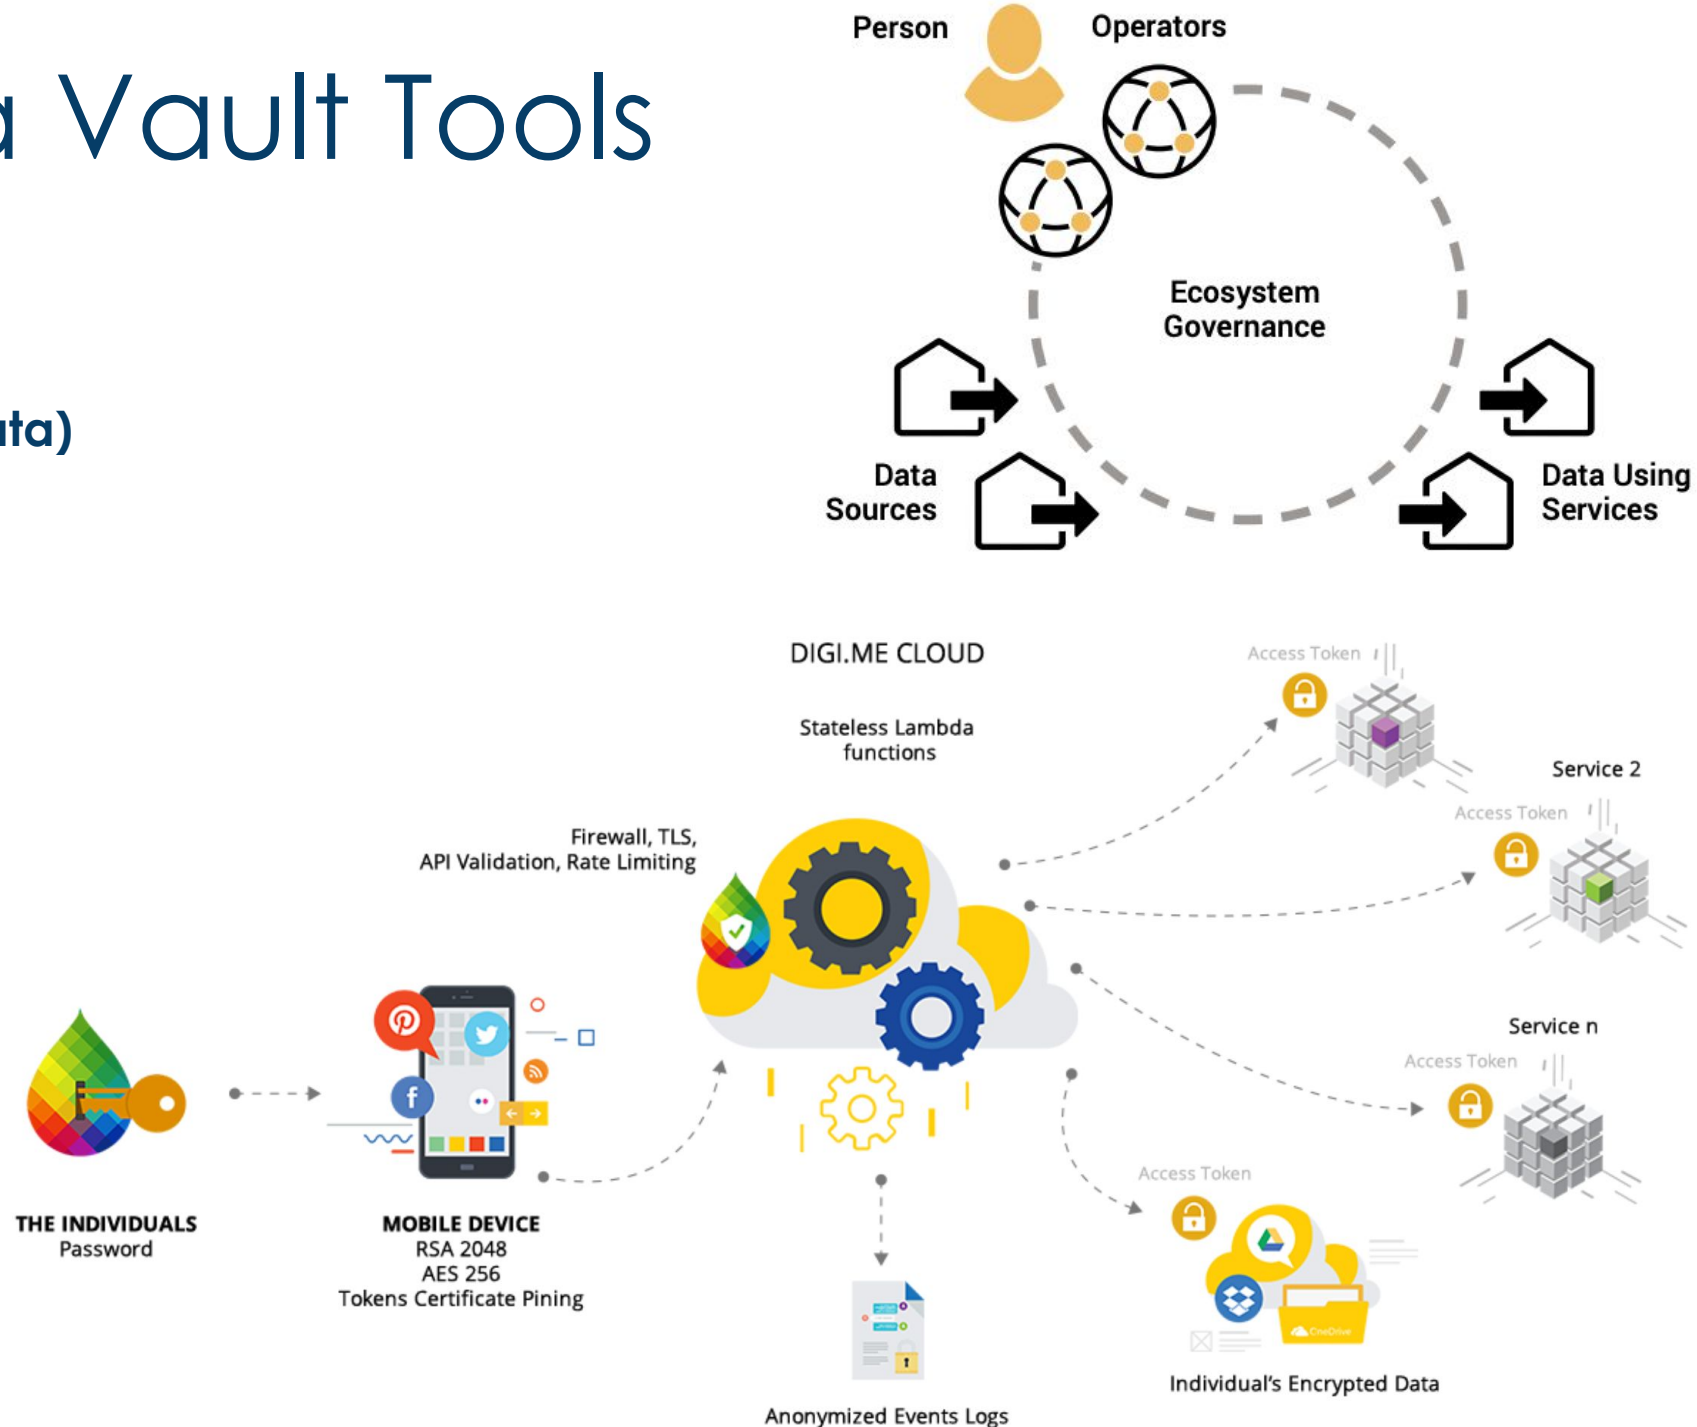 a Vault Tools
ata)
Person
Operators
Ecosystem
Governance
Data
Sources
Data Using
Services
DIGI.ME CLOUD
Stateless Lambda
functions
Firewall, TLS,
API Validation, Rate Limiting
Access Token
Service 2
Access Token
Service n
Access Token
Access Token
THE INDIVIDUALS
Password
MOBILE DEVICE
RSA 2048
AES 256
Tokens Certificate Pining
OneDrive
Individual's Encrypted Data
Anonymized Events Logs